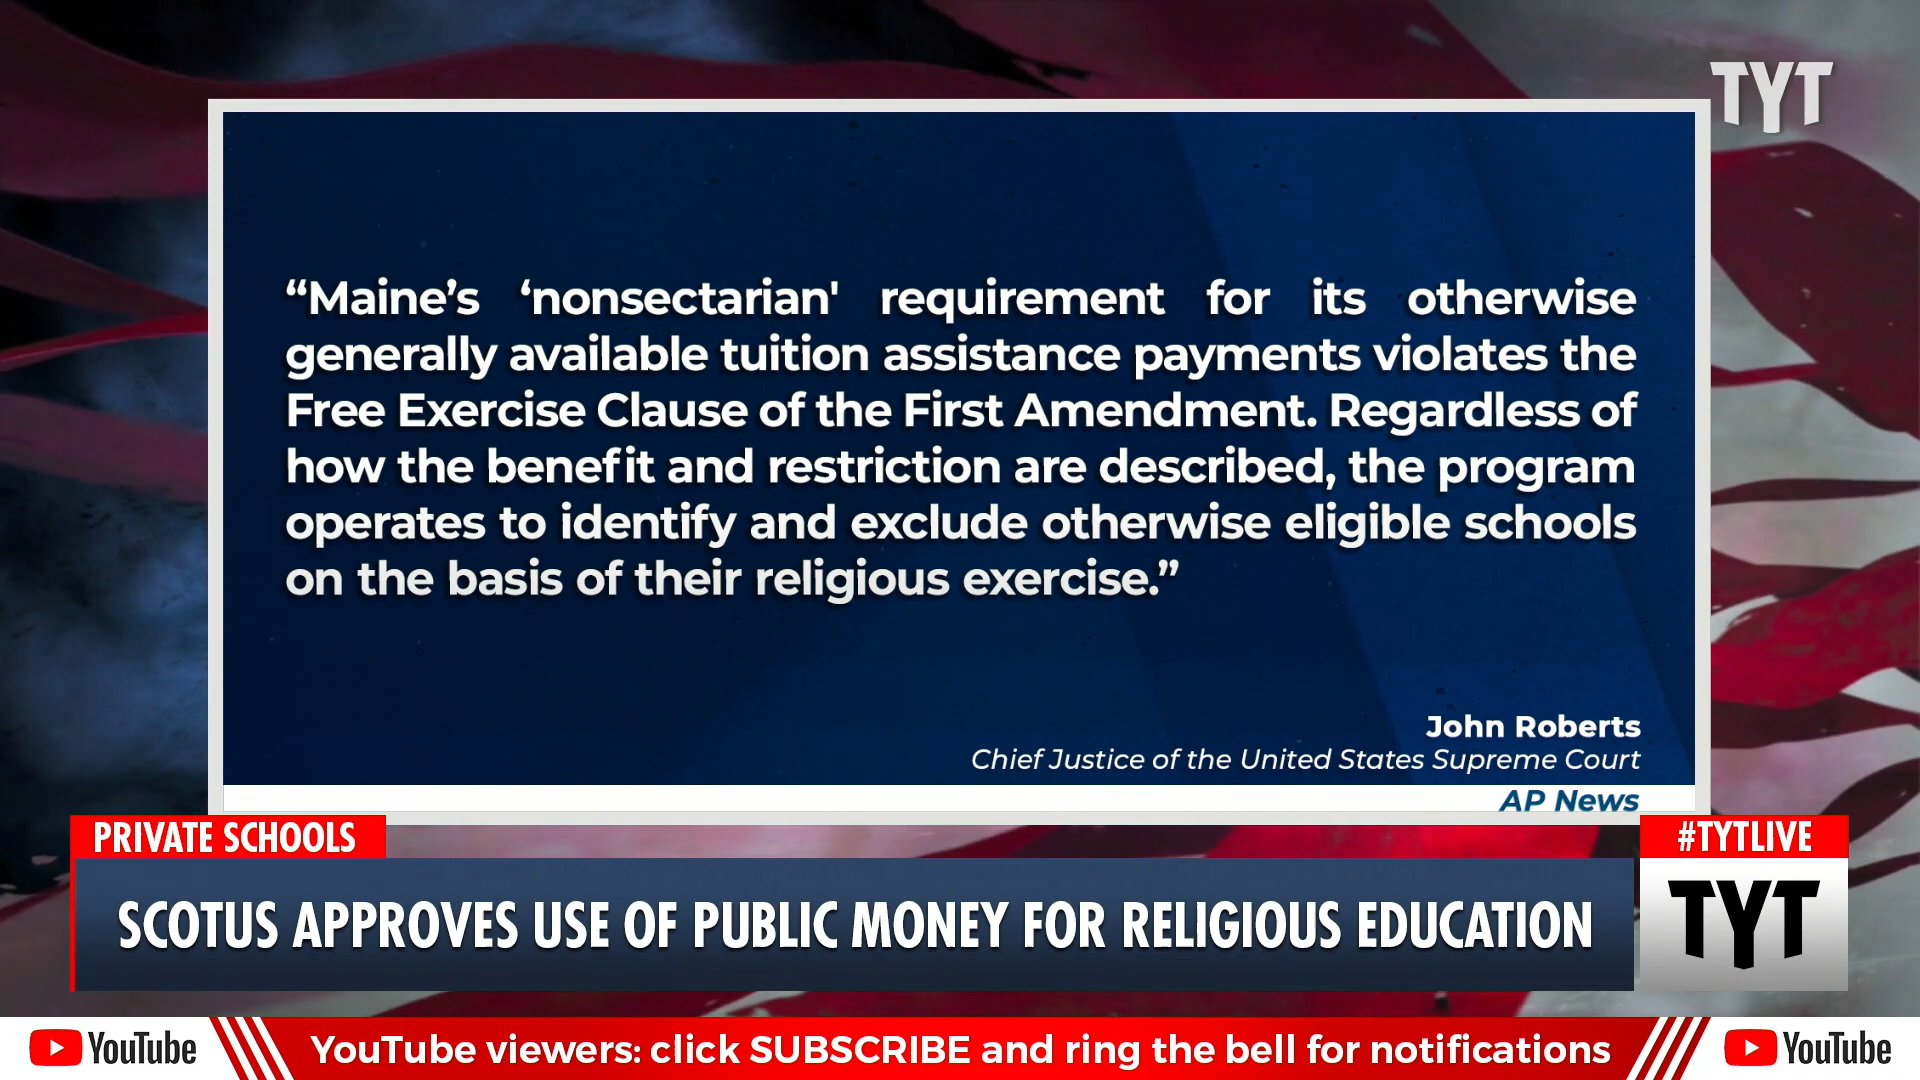 TYT
“Maine’s ‘nonsectarian' requirement for its otherwise
generally available tuition assistance payments violates the
Free Exercise Clause of the First Amendment. Regardless of
how the benefit and restriction are described, the program
operates to identify and exclude otherwise eligible schools
on the basis of their religious exercise.”
John Roberts
Chief Justice of the United States Supreme Court
AP News
PRIVATE SCHOOLS
#TYTLIVE
SCOTUS APPROVES USE OF PUBLIC MONEY FOR RELIGIOUS EDUCATION
TYT
YouTube
YouTube viewers: click SUBSCRIBE and ring the bell for notifications
YouTube